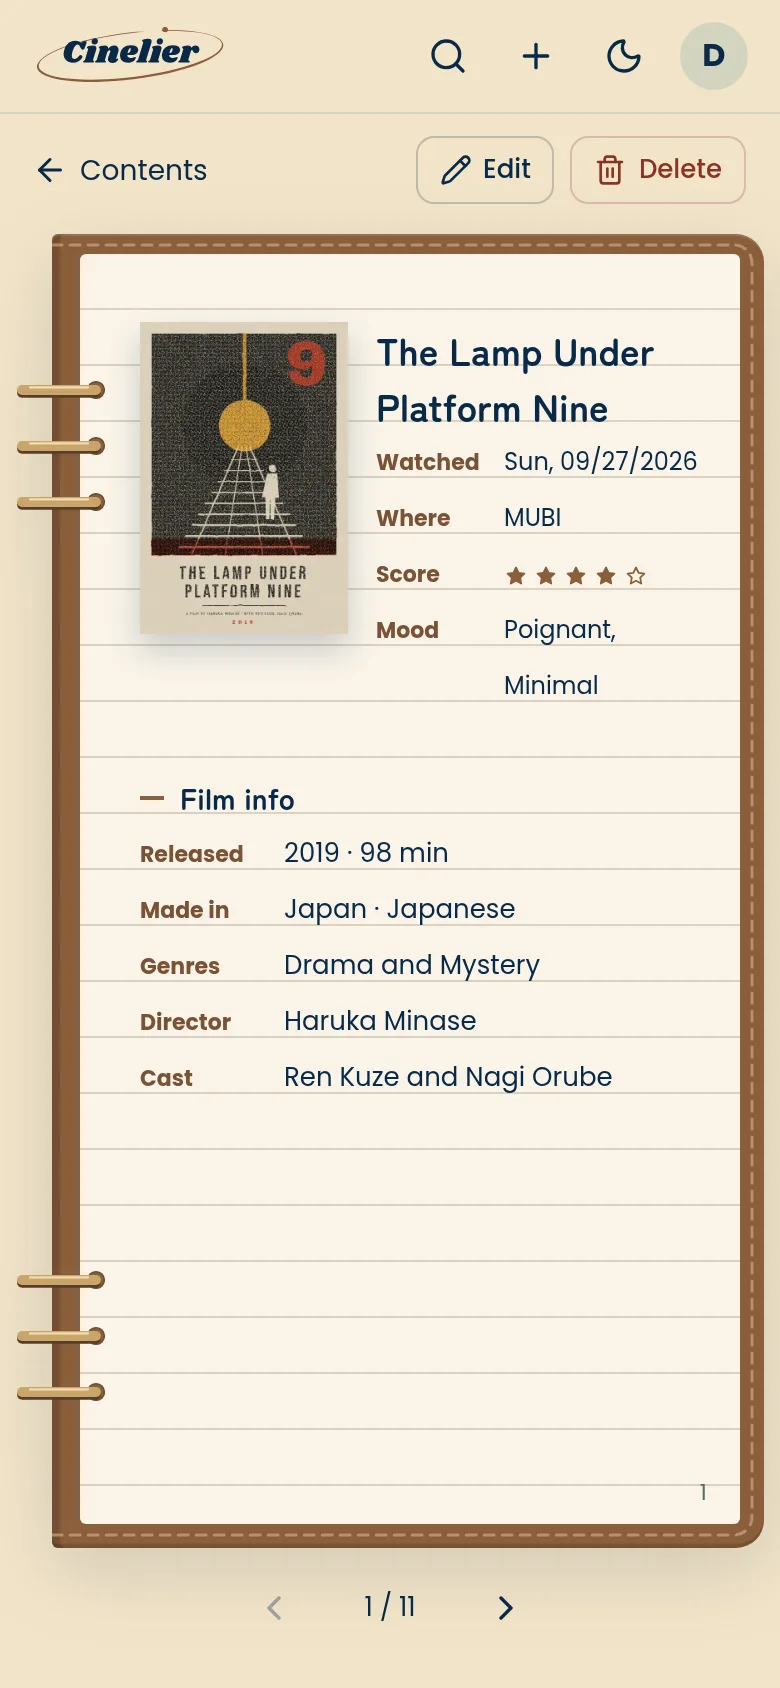 Cinelier
D
Contents
Edit
Delete
9
THE LAMP UNDER
PLATFORM NINE
2019
The Lamp Under
Platform Nine
Watched Sun, 09/27/2026
Where MUBI
Score
Mood Poignant,
Minimal
Film info
Released 2019 · 98 min
Made in Japan · Japanese
Genres Drama and Mystery
Director Haruka Minase
Cast Ren Kuze and Nagi Orube
1
1 / 11